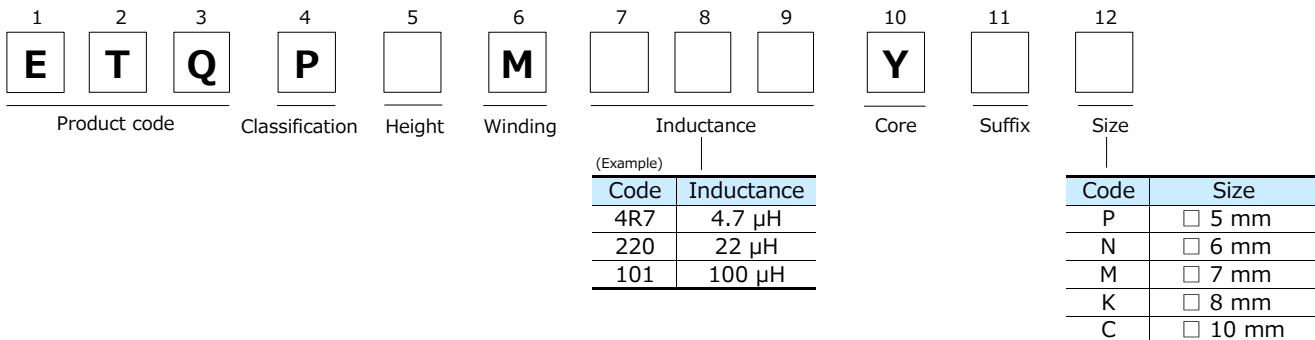 1 2 3 4 5 6 7 8 9 10 11 12
E T Q P M Y
Product code Classification Height Winding Inductance Core Suffix Size
(Example)
Code Inductance
4R7 4.7 µH
220 22 µH
101 100 µH
Code Size
P □ 5 mm
N □ 6 mm
M □ 7 mm
K □ 8 mm
C □ 10 mm